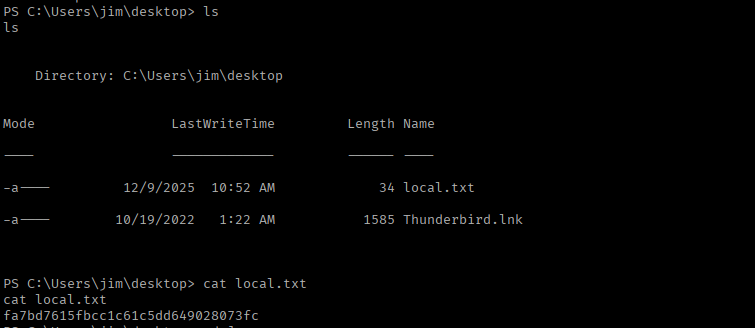 PS C:\Users\jim\desktop> ls
ls
Directory: C:\Users\jim\desktop
Mode LastWriteTime Length Name
---- ------------- ------ ----
-a---- 12/9/2025 10:52 AM 34 local.txt
-a---- 10/19/2022 1:22 AM 1585 Thunderbird.lnk
PS C:\Users\jim\desktop> cat local.txt
cat local.txt
fa7bd7615fbcc1c61c5dd649028073fc